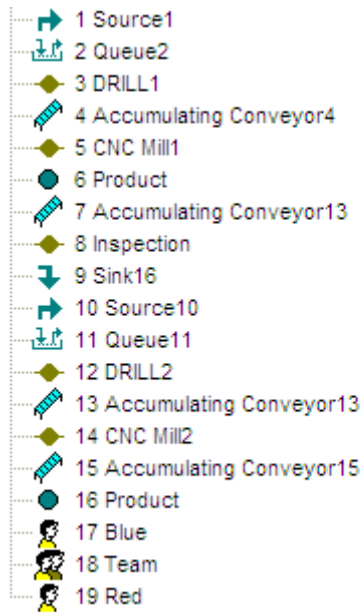 1 Source1
2 Queue2
3 DRILL1
4 Accumulating Conveyor4
5 CNC Mill1
6 Product
7 Accumulating Conveyor13
8 Inspection
9 Sink16
10 Source10
11 Queue11
12 DRILL2
13 Accumulating Conveyor13
14 CNC Mill2
15 Accumulating Conveyor15
16 Product
17 Blue
18 Team
19 Red